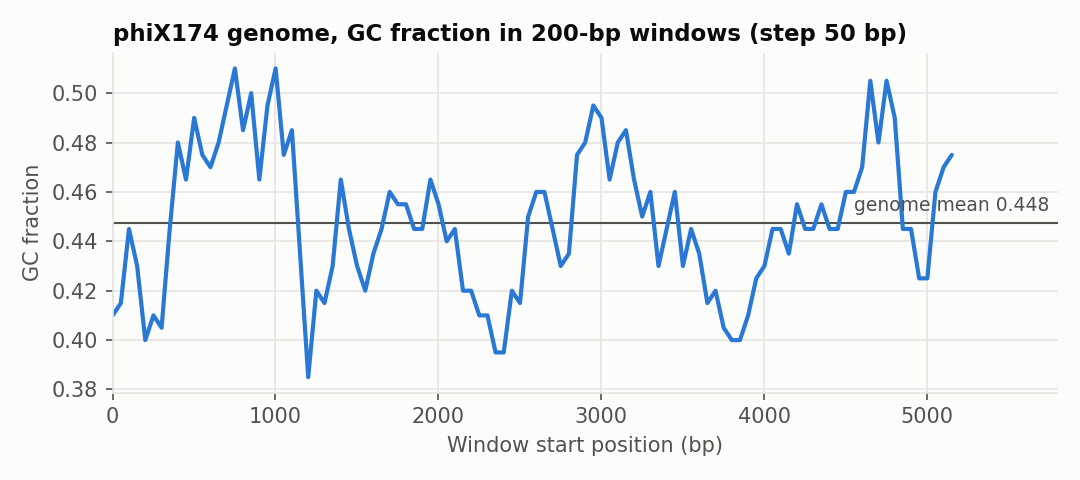 phiX174 genome, GC fraction in 200-bp windows (step 50 bp)
GC fraction
0.50
0.48
0.46
0.44
0.42
0.40
0.38
genome mean 0.448
0 1000 2000 3000 4000 5000
Window start position (bp)